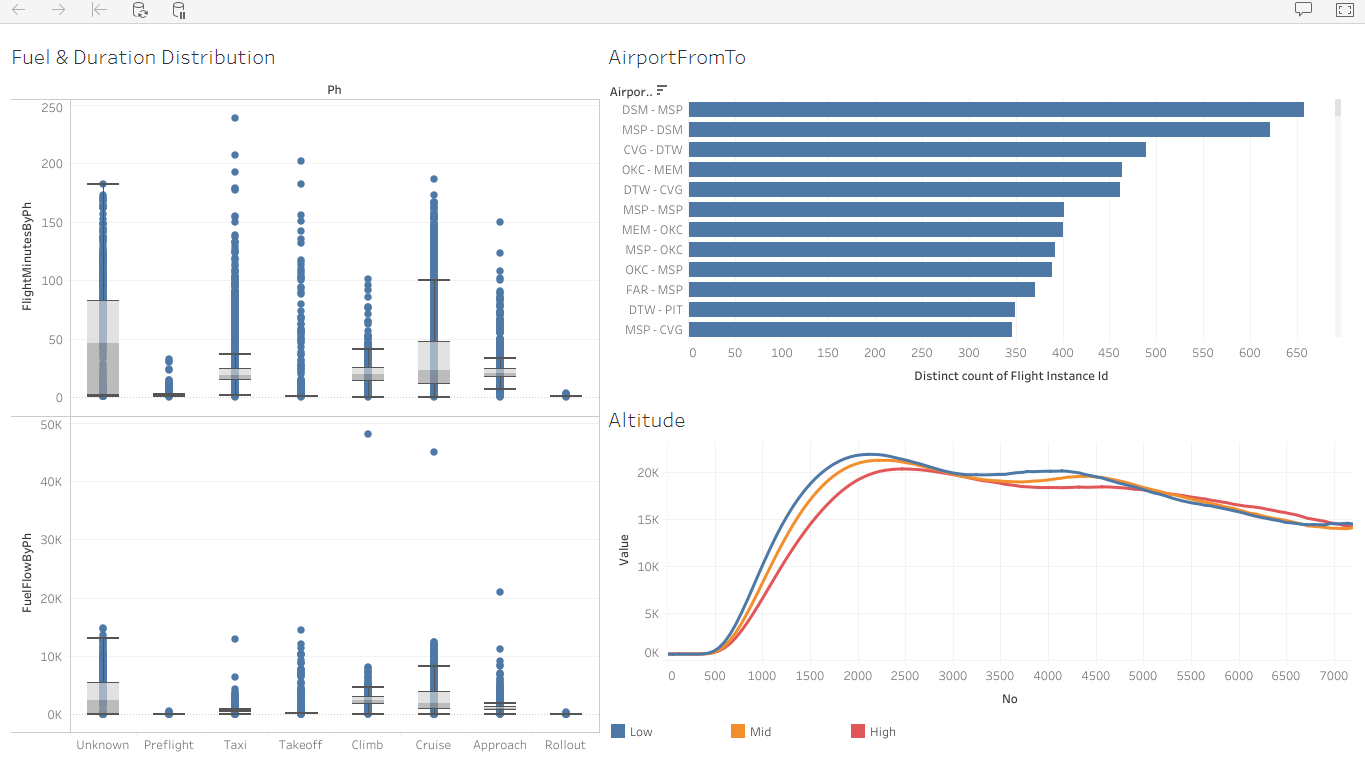 Fuel & Duration Distribution
Ph
FlightMinutesByPh
250
200
150
100
50
0
FuelFlowByPh
50K
40K
30K
20K
10K
0K
Unknown Preflight Taxi Takeoff Climb Cruise Approach Rollout
AirportFromTo
Airpor..
DSM - MSP
MSP - DSM
CVG - DTW
OKC - MEM
DTW - CVG
MSP - MSP
MEM - OKC
MSP - OKC
OKC - MSP
FAR - MSP
DTW - PIT
MSP - CVG
0 50 100 150 200 250 300 350 400 450 500 550 600 650
Distinct count of Flight Instance Id
Altitude
Value
20K
15K
10K
5K
0K
0 500 1000 1500 2000 2500 3000 3500 4000 4500 5000 5500 6000 6500 7000
No
Low Mid High